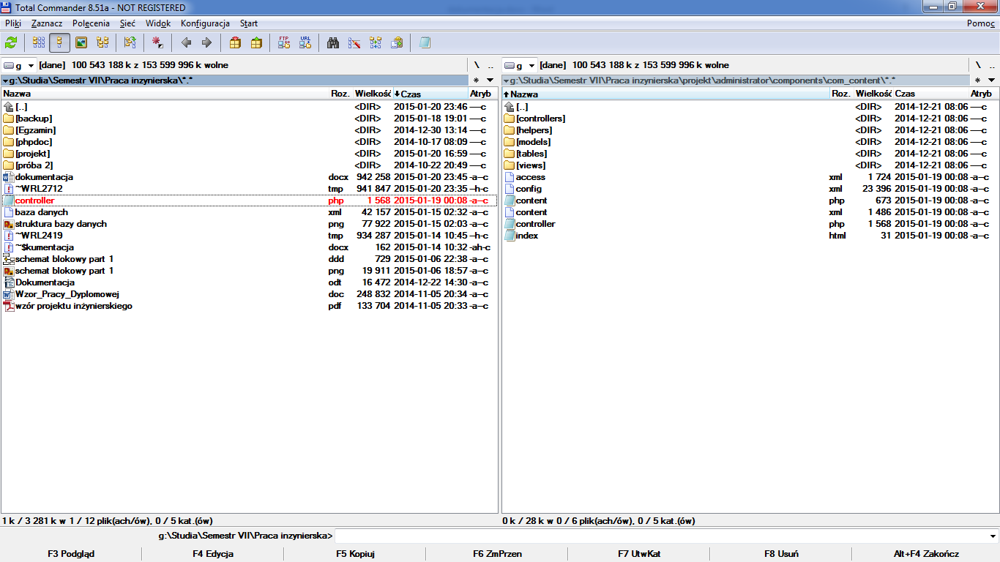 Total Commander 8.51a - NOT REGISTERED
Pliki Zaznacz Polecenia Sieć Widok Konfiguracja Start Pomoc
FTP URL
g [dane] 100 543 188 k z 153 599 996 k wolne \ ..
g:\Studia\Semestr VII\Praca inzynierska\*.* * 
Nazwa Roz. Wielkość Czas Atryb
[..] <DIR> 2015-01-20 23:46 ----c
[backup] <DIR> 2015-01-18 19:01 ----c
[Egzamin] <DIR> 2014-12-30 13:14 ----c
[phpdoc] <DIR> 2014-10-17 08:09 ----c
[projekt] <DIR> 2015-01-20 16:59 ----c
[próba 2] <DIR> 2014-10-22 20:49 ----c
dokumentacja docx 942 258 2015-01-20 23:45 -a--c
~WRL2712 tmp 941 847 2015-01-20 23:35 --h-c
controller php 1 568 2015-01-19 00:08 -a--c
baza danych xml 42 157 2015-01-15 02:32 -a--c
struktura bazy danych png 77 922 2015-01-15 02:03 -a--c
~WRL2419 tmp 934 287 2015-01-14 10:45 --h-c
~$kumentacja docx 162 2015-01-14 10:32 -ah-c
schemat blokowy part 1 ddd 729 2015-01-06 22:38 -a--c
schemat blokowy part 1 png 19 911 2015-01-06 18:57 -a--c
Dokumentacja odt 16 472 2014-12-22 14:30 -a--c
Wzor_Pracy_Dyplomowej doc 248 832 2014-11-05 20:34 -a--c
wzór projektu inżynierskiego pdf 133 704 2014-11-05 20:33 -a--c
1 k / 3 281 k w 1 / 12 plik(ach/ów), 0 / 5 kat.(ów)
g [dane] 100 543 188 k z 153 599 996 k wolne \ ..
g:\Studia\Semestr VII\Praca inzynierska\projekt\administrator\components\com_content\*.* *
Nazwa Roz. Wielkość Czas Atryb
[..] <DIR> 2014-12-21 08:06 ----c
[controllers] <DIR> 2014-12-21 08:06 ----c
[helpers] <DIR> 2014-12-21 08:06 ----c
[models] <DIR> 2014-12-21 08:06 ----c
[tables] <DIR> 2014-12-21 08:06 ----c
[views] <DIR> 2014-12-21 08:06 ----c
access xml 1 724 2015-01-19 00:08 -a--c
config xml 23 396 2015-01-19 00:08 -a--c
content php 673 2015-01-19 00:08 -a--c
content xml 1 486 2015-01-19 00:08 -a--c
controller php 1 568 2015-01-19 00:08 -a--c
index html 31 2015-01-19 00:08 -a--c
0 k / 28 k w 0 / 6 plik(ach/ów), 0 / 5 kat.(ów)
g:\Studia\Semestr VII\Praca inzynierska>
F3 Podgląd F4 Edycja F5 Kopiuj F6 ZmPrzen F7 UtwKat F8 Usuń Alt+F4 Zakończ